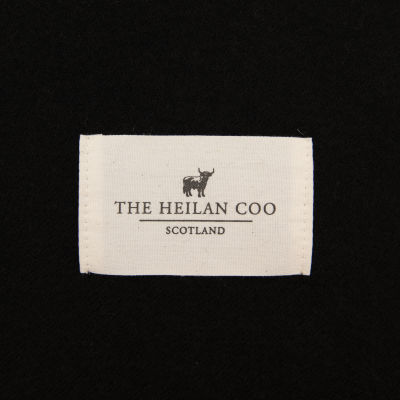 THE HEILAN COO
SCOTLAND